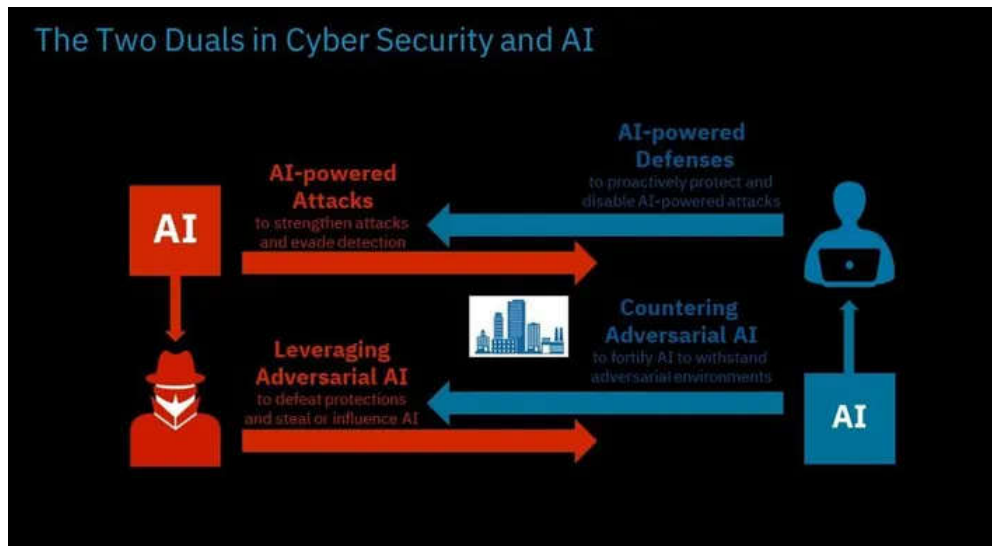 The Two Duals in Cyber Security and AI
AI
AI-powered
Attacks
to strengthen attacks
and evade detection
AI-powered
Defenses
to proactively protect and
disable AI-powered attacks
Leveraging
Adversarial AI
to defeat protections
and steal or influence AI
Countering
Adversarial AI
to fortify AI to withstand
adversarial environments
AI